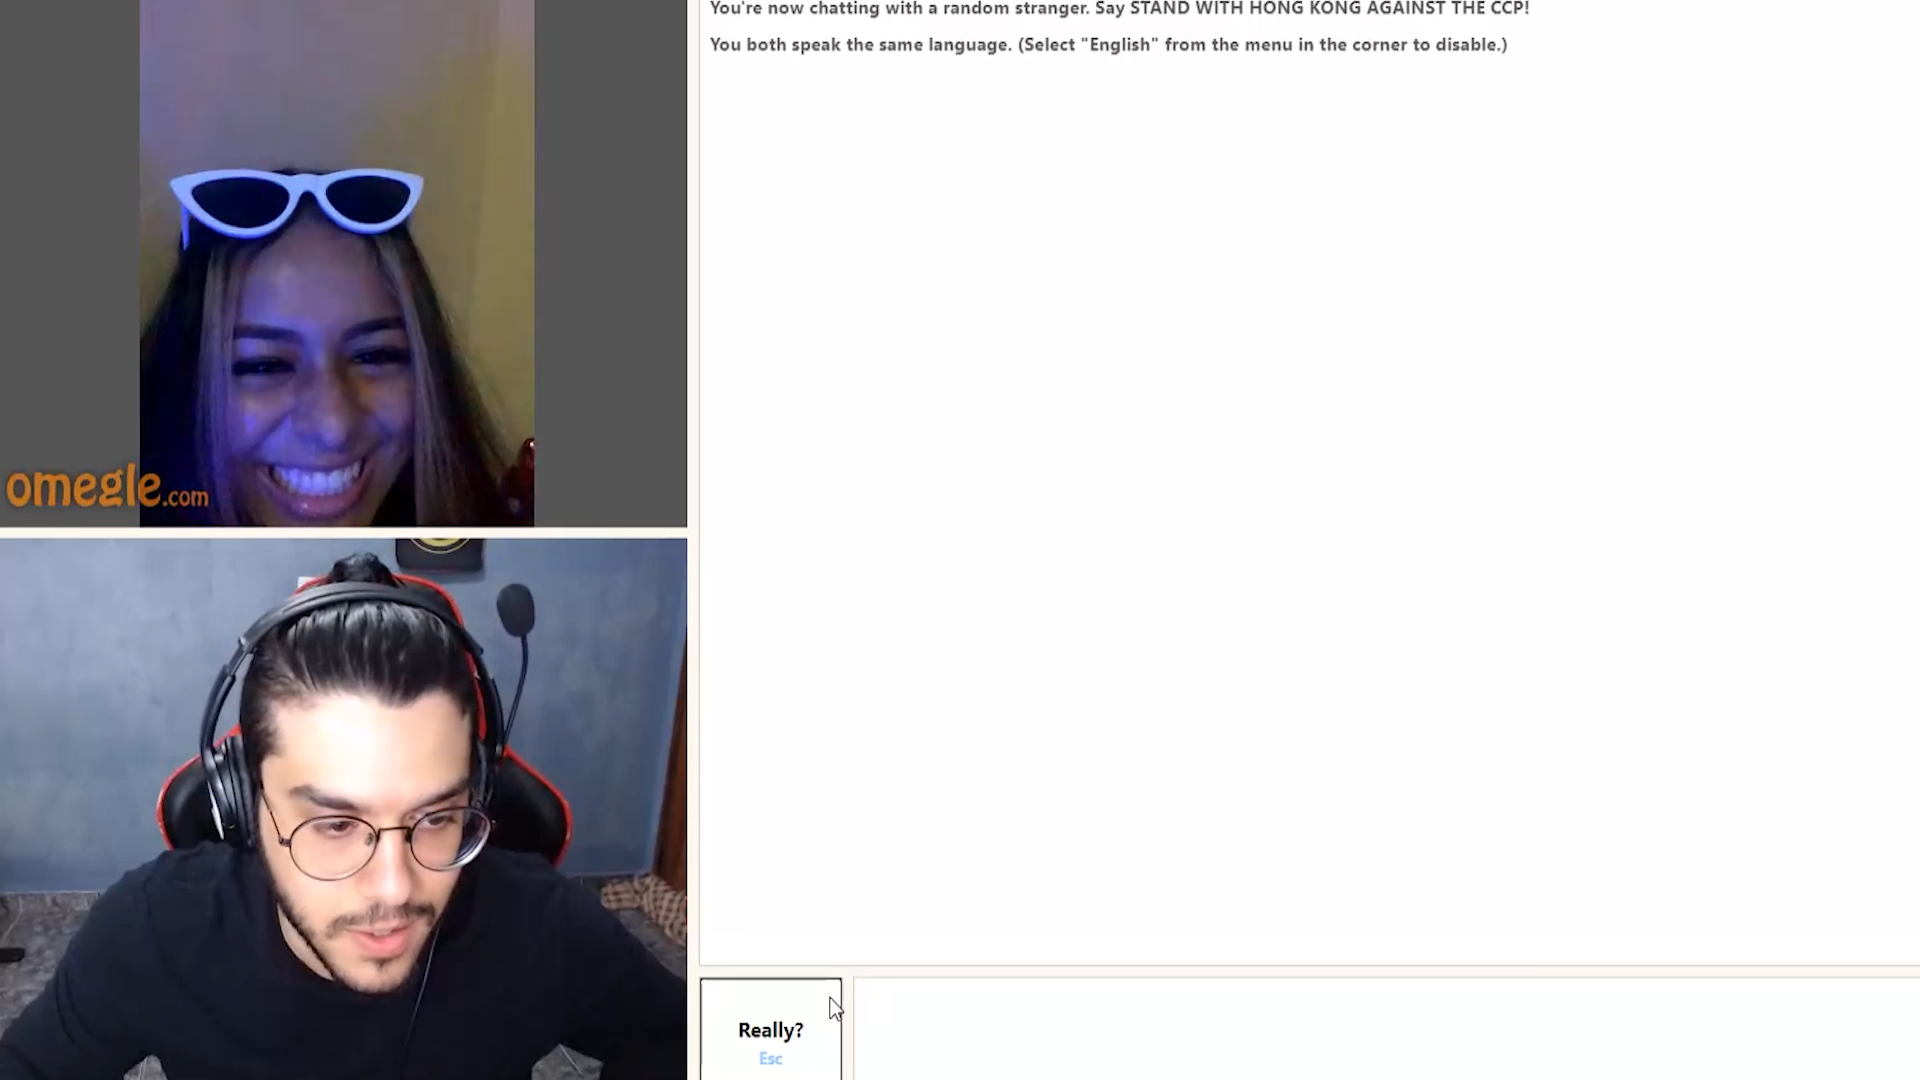 You're now chatting with a random stranger. Say STAND WITH HONG KONG AGAINST THE CCP!
You both speak the same language. (Select "English" from the menu in the corner to disable.)
omegle.com
Really?
Esc